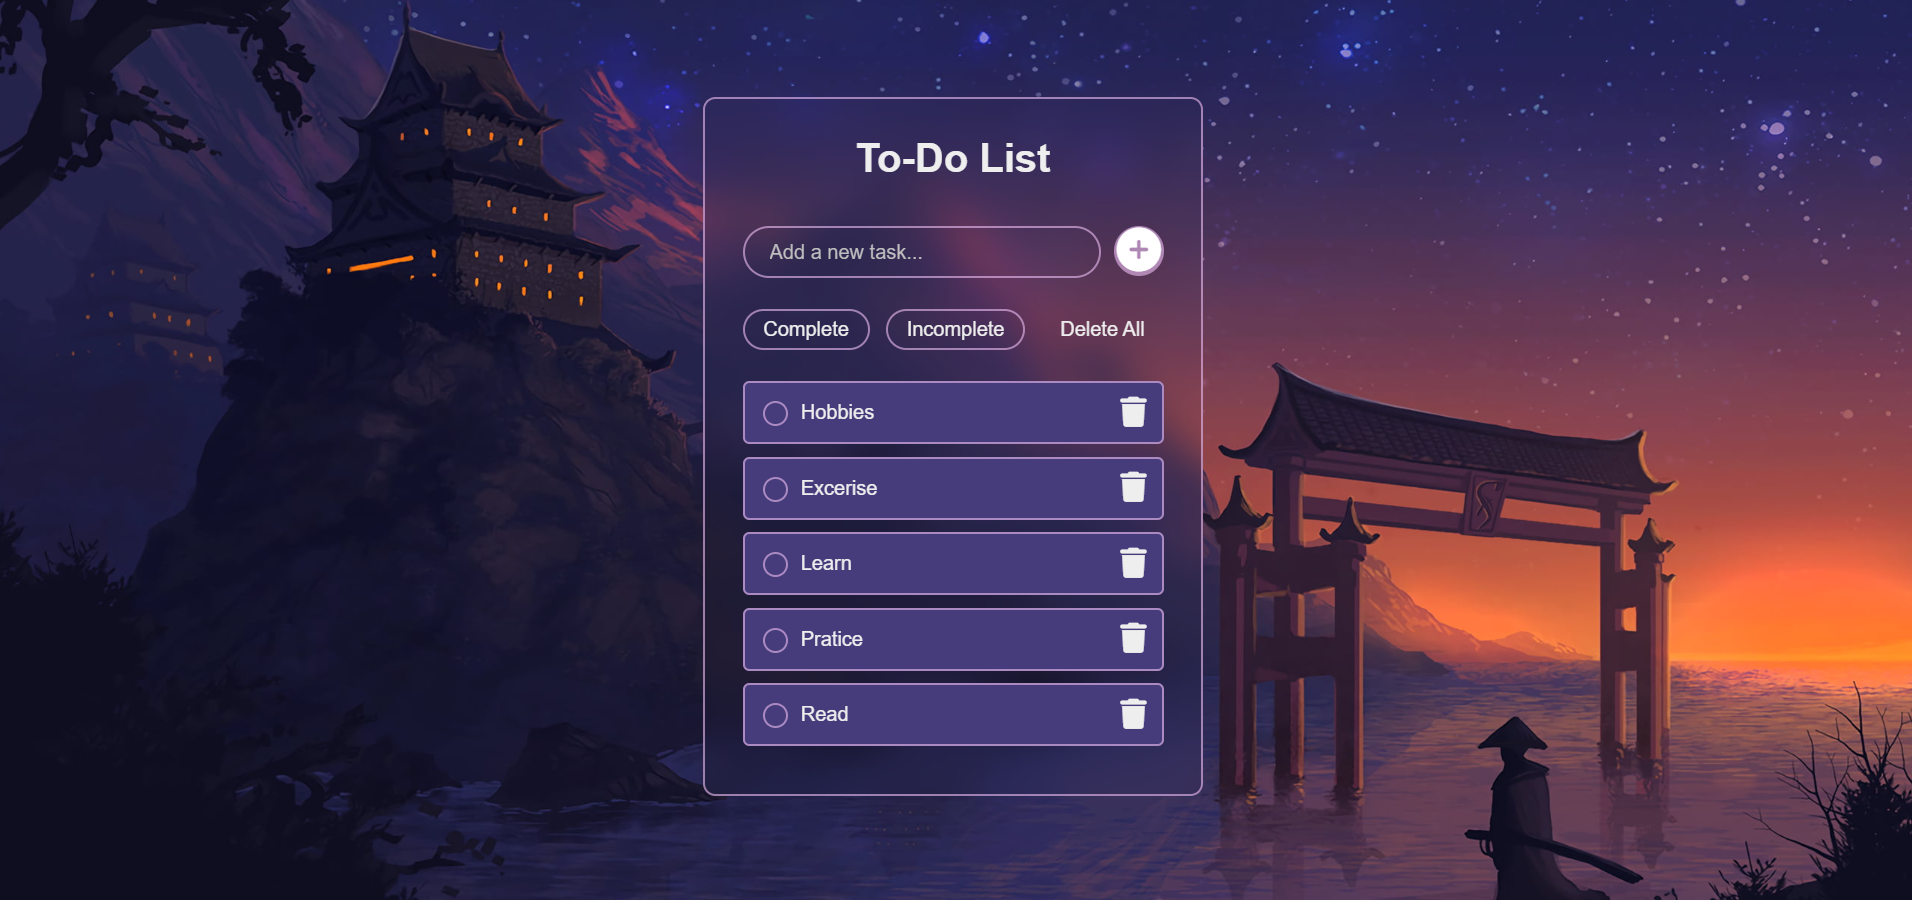 To-Do List
Add a new task...
Complete Incomplete Delete All
Hobbies
Excerise
Learn
Pratice
Read